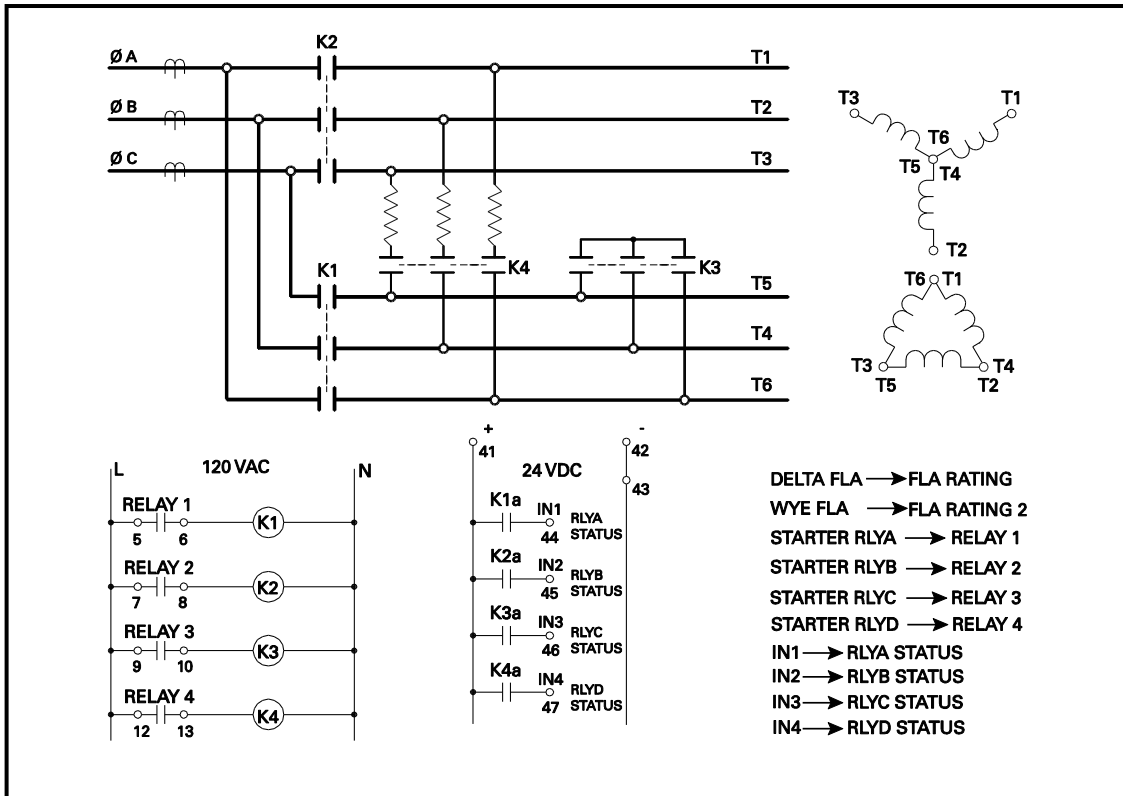 K2
Ø A
T1
Ø B
T2
Ø C
T3
K4
K3
K1
T5
T4
T6
T3
T1
T6
T5
T4
T2
T6 T1
T3
T4
T5
T2
L
120 VAC
N
RELAY 1
5
6
K1
RELAY 2
7
8
K2
RELAY 3
9
10
K3
RELAY 4
12
13
K4
+
-
41
24 VDC
42
43
K1a
IN1
44
RLYA
STATUS
K2a
IN2
45
RLYB
STATUS
K3a
IN3
46
RLYC
STATUS
K4a
IN4
47
RLYD
STATUS
DELTA FLA → FLA RATING
WYE FLA → FLA RATING 2
STARTER RLYA → RELAY 1
STARTER RLYB → RELAY 2
STARTER RLYC → RELAY 3
STARTER RLYD → RELAY 4
IN1 → RLYA STATUS
IN2 → RLYB STATUS
IN3 → RLYC STATUS
IN4 → RLYD STATUS